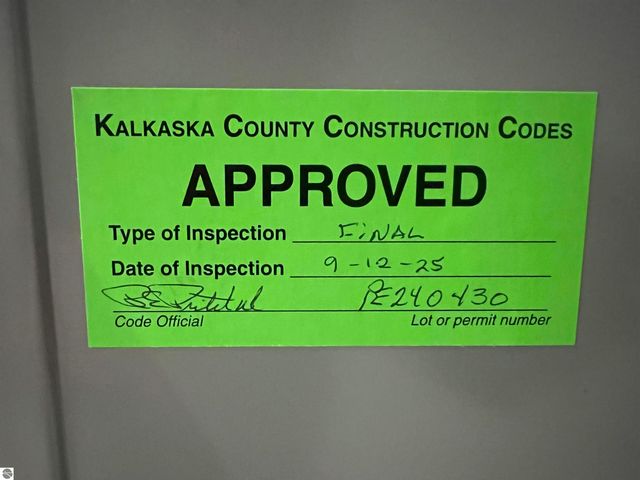 KALKASKA COUNTY CONSTRUCTION CODES
APPROVED
Type of Inspection FINAL
Date of Inspection 9-12-25
PE240430
Code Official Lot or permit number